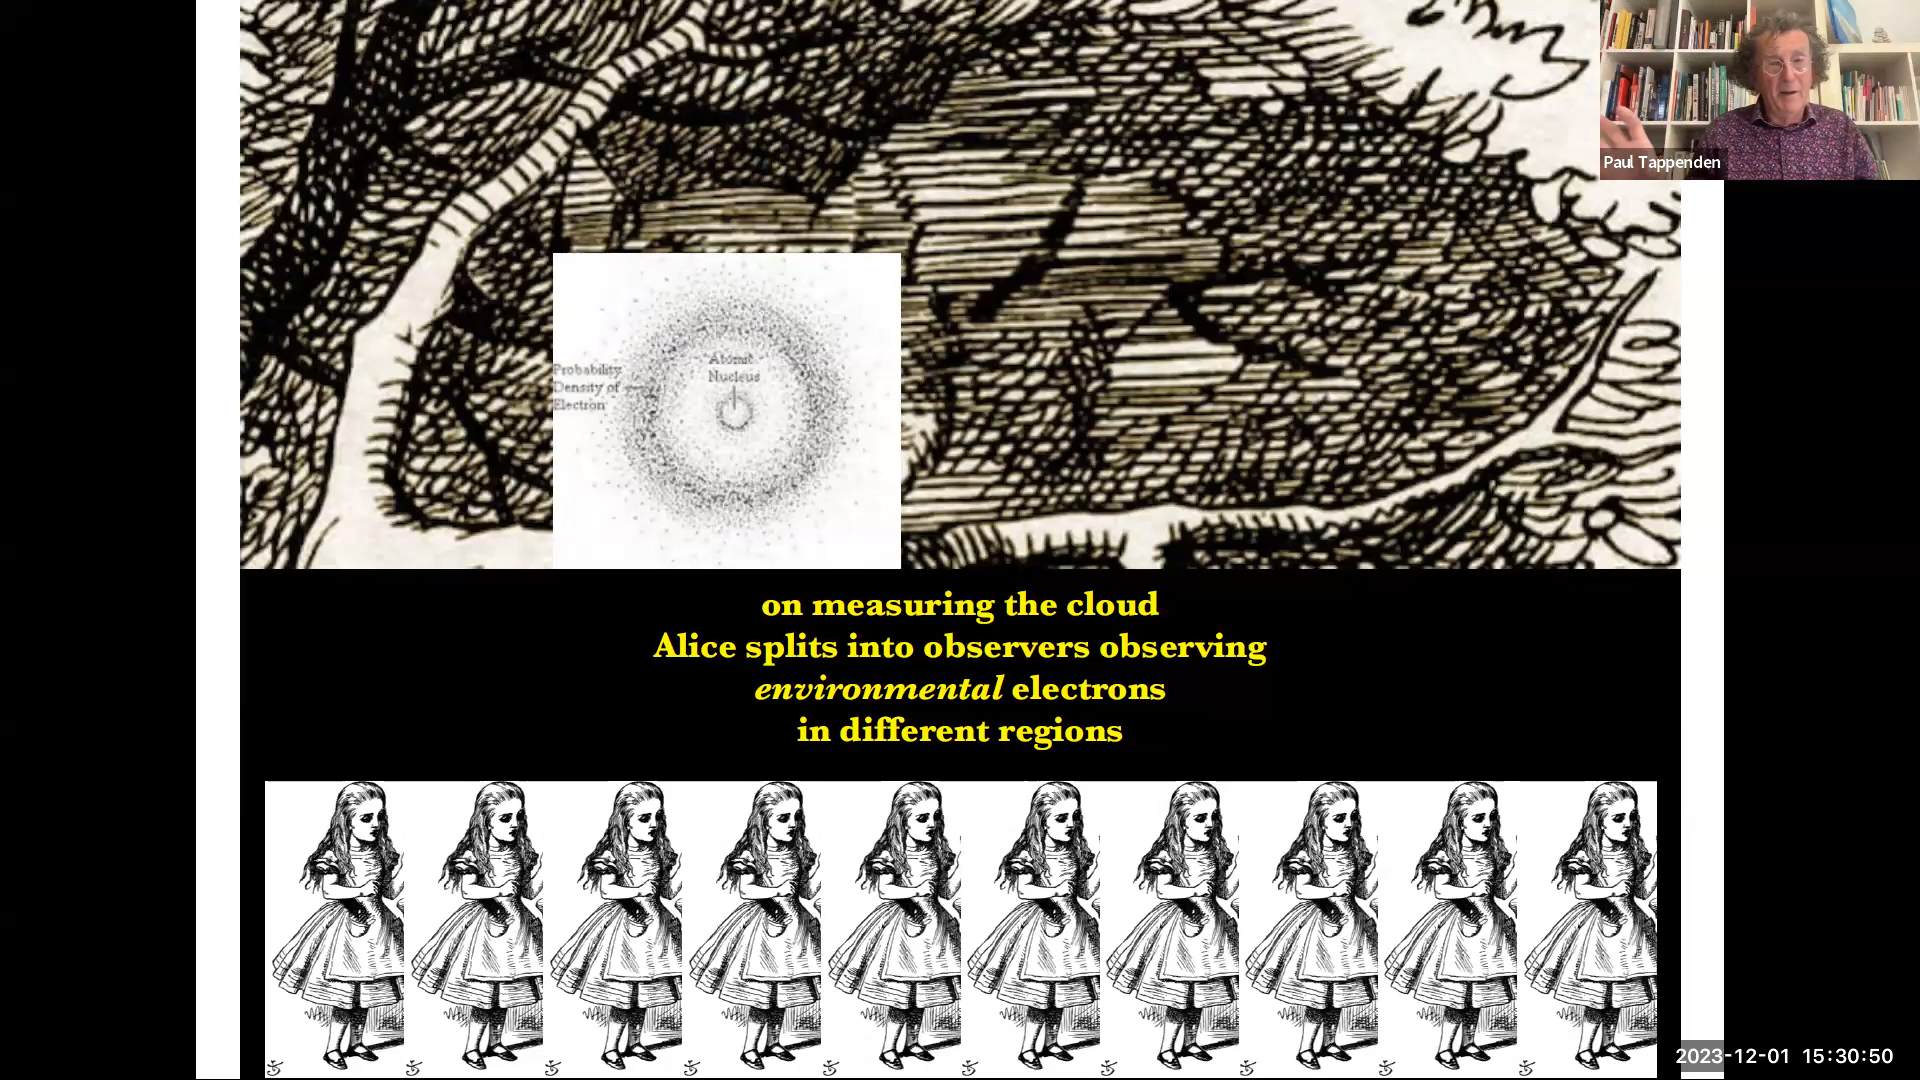 Paul Tappenden
Atomic
Nucleus
Probability
Density of
Electron
on measuring the cloud
Alice splits into observers observing
environmental electrons
in different regions
2023-12-01 15:30:50